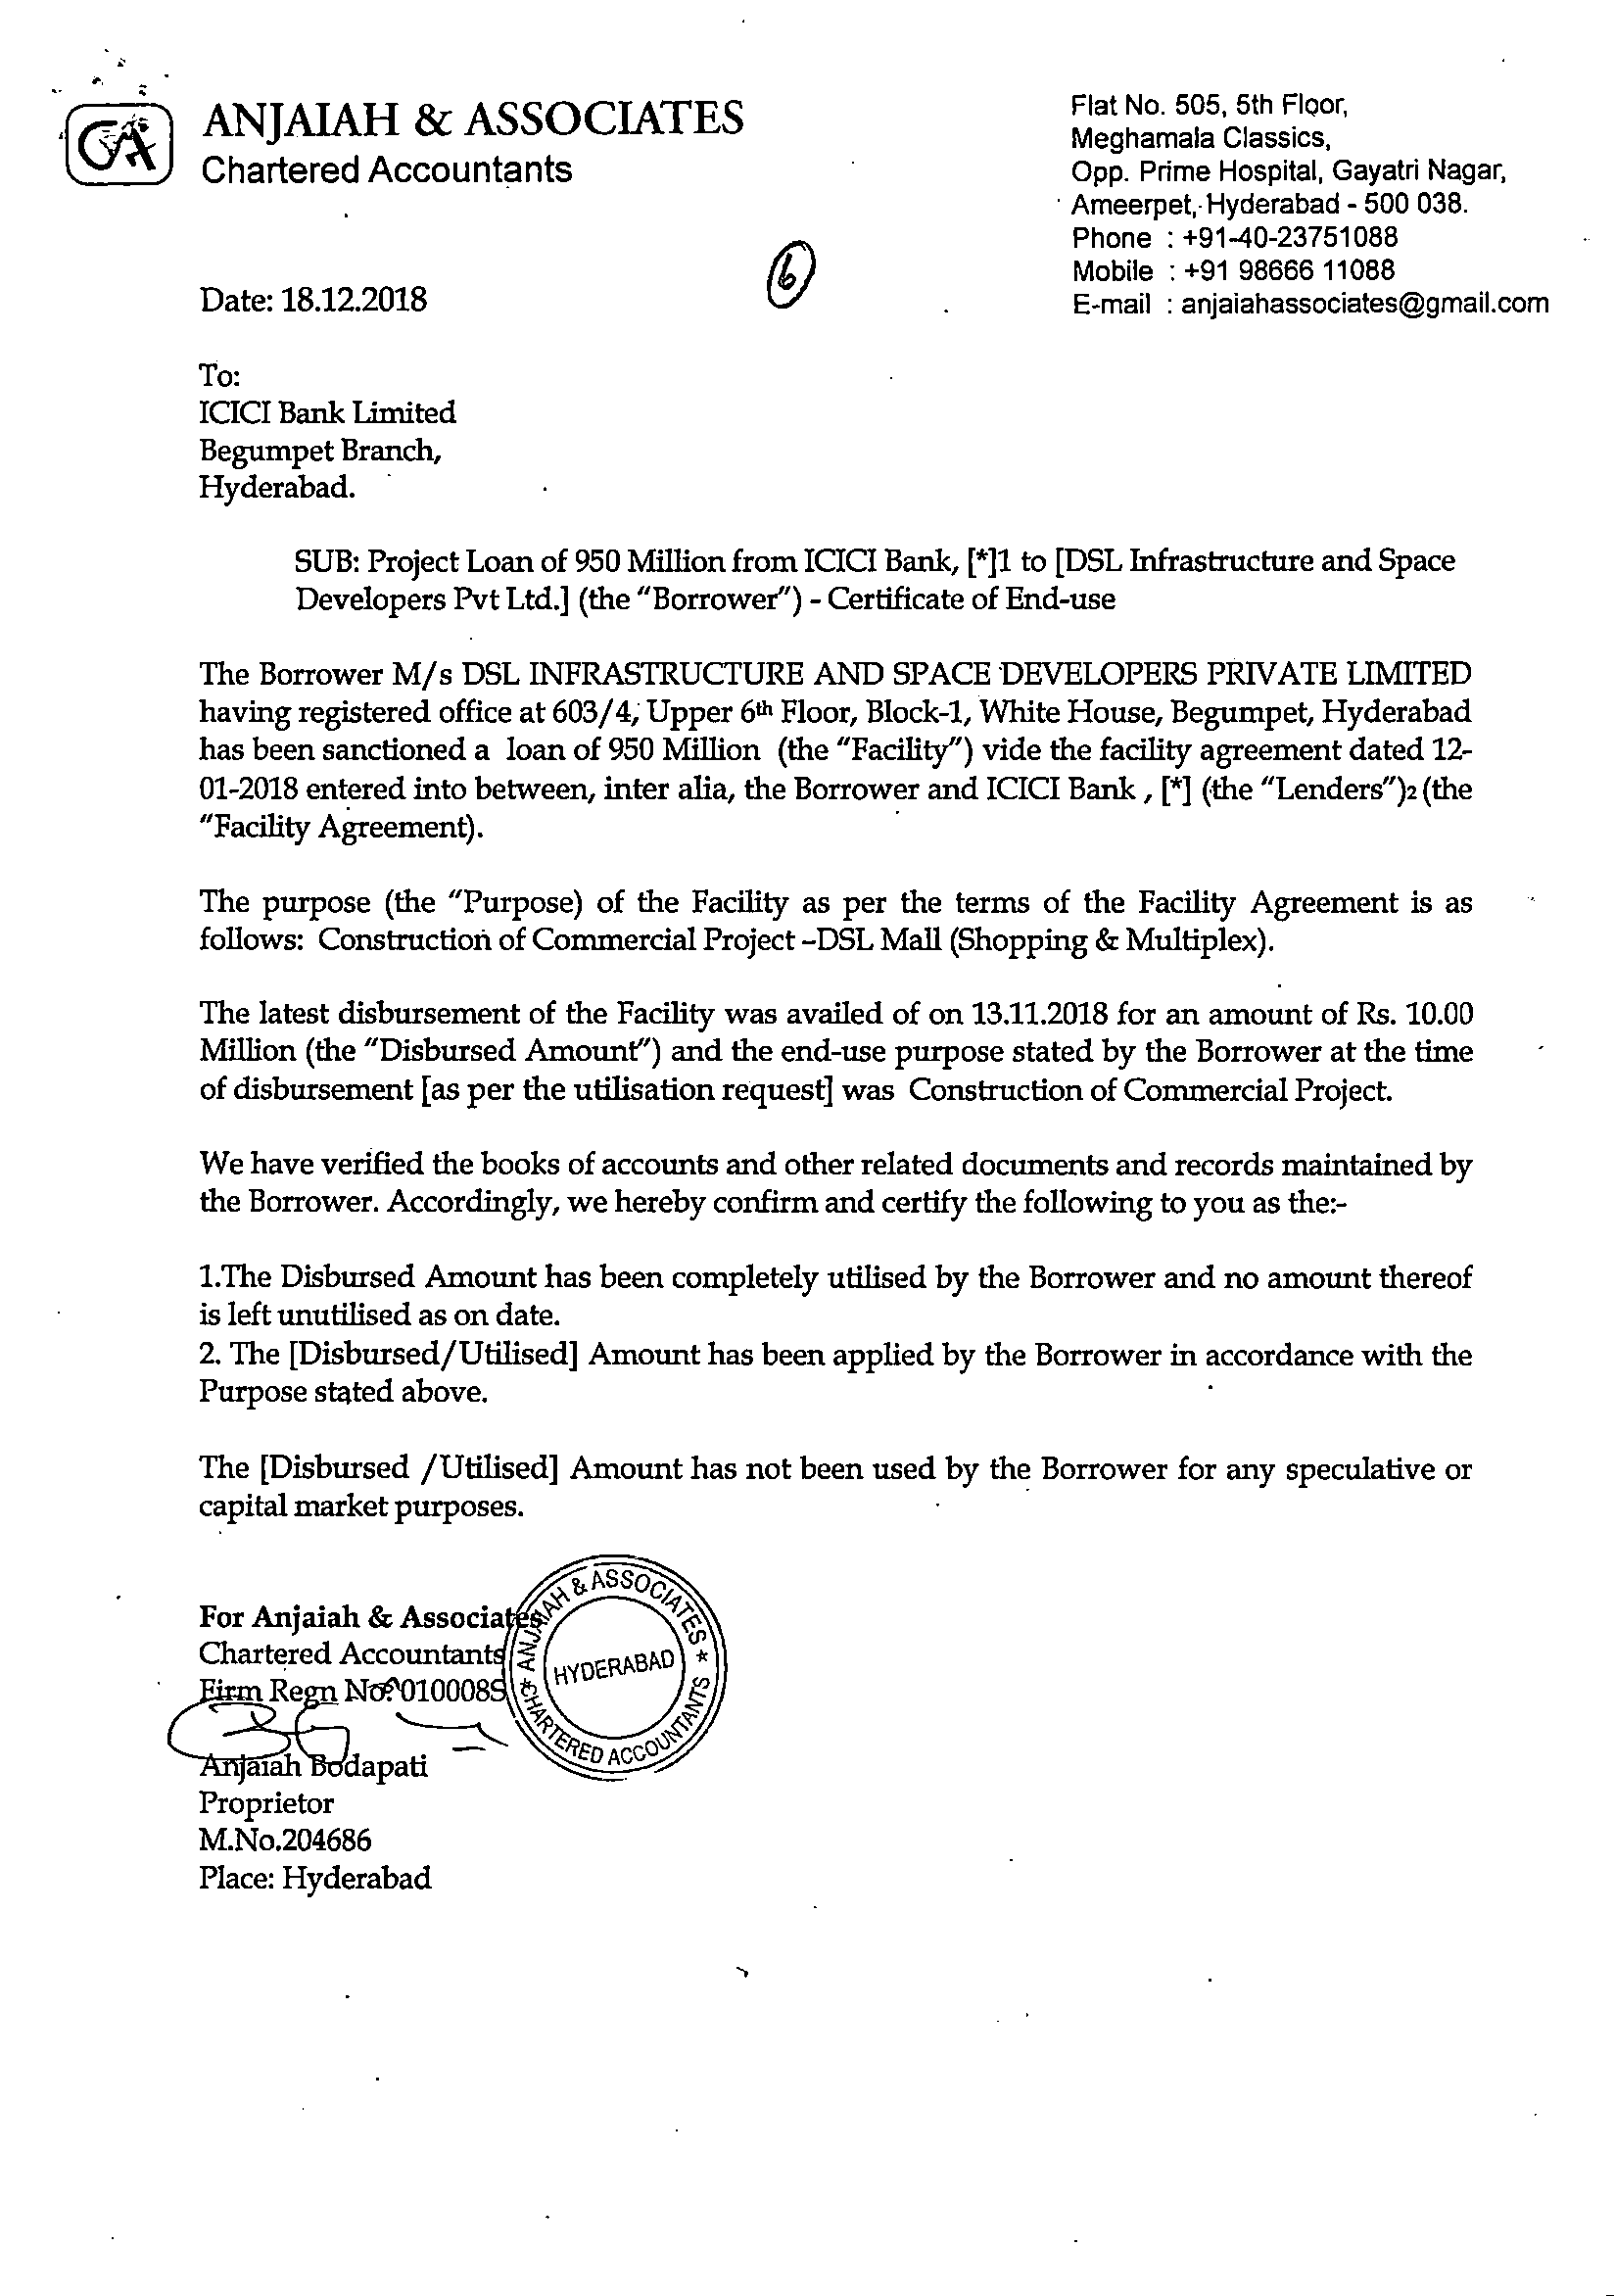 CA
ANJAIAH & ASSOCIATES
Chartered Accountants
Flat No. 505, 5th Floor,
Meghamala Classics,
Opp. Prime Hospital, Gayatri Nagar,
Ameerpet, Hyderabad - 500 038.
Phone : +91-40-23751088
Mobile : +91 98666 11088
E-mail : anjaiahassociates@gmail.com
6
Date: 18.12.2018
To:
ICICI Bank Limited
Begumpet Branch,
Hyderabad.
SUB: Project Loan of 950 Million from ICICI Bank, [*]1 to [DSL Infrastructure and Space
Developers Pvt Ltd.] (the "Borrower") - Certificate of End-use
The Borrower M/s DSL INFRASTRUCTURE AND SPACE DEVELOPERS PRIVATE LIMITED
having registered office at 603/4, Upper 6th Floor, Block-1, White House, Begumpet, Hyderabad
has been sanctioned a loan of 950 Million (the "Facility") vide the facility agreement dated 12-
01-2018 entered into between, inter alia, the Borrower and ICICI Bank , [*] (the "Lenders")2 (the
"Facility Agreement).
The purpose (the "Purpose) of the Facility as per the terms of the Facility Agreement is as
follows: Construction of Commercial Project –DSL Mall (Shopping & Multiplex).
The latest disbursement of the Facility was availed of on 13.11.2018 for an amount of Rs. 10.00
Million (the "Disbursed Amount") and the end-use purpose stated by the Borrower at the time
of disbursement [as per the utilisation request] was Construction of Commercial Project.
We have verified the books of accounts and other related documents and records maintained by
the Borrower. Accordingly, we hereby confirm and certify the following to you as the:-
1.The Disbursed Amount has been completely utilised by the Borrower and no amount thereof
is left unutilised as on date.
2. The [Disbursed/Utilised] Amount has been applied by the Borrower in accordance with the
Purpose stated above.
The [Disbursed /Utilised] Amount has not been used by the Borrower for any speculative or
capital market purposes.
For Anjaiah & Associates
Chartered Accountants
Firm Regn No: 010008S
Anjaiah Bodapati
Proprietor
M.No.204686
Place: Hyderabad
ANJAIAH & ASSOCIATES
HYDERABAD
* CHARTERED ACCOUNTANTS *